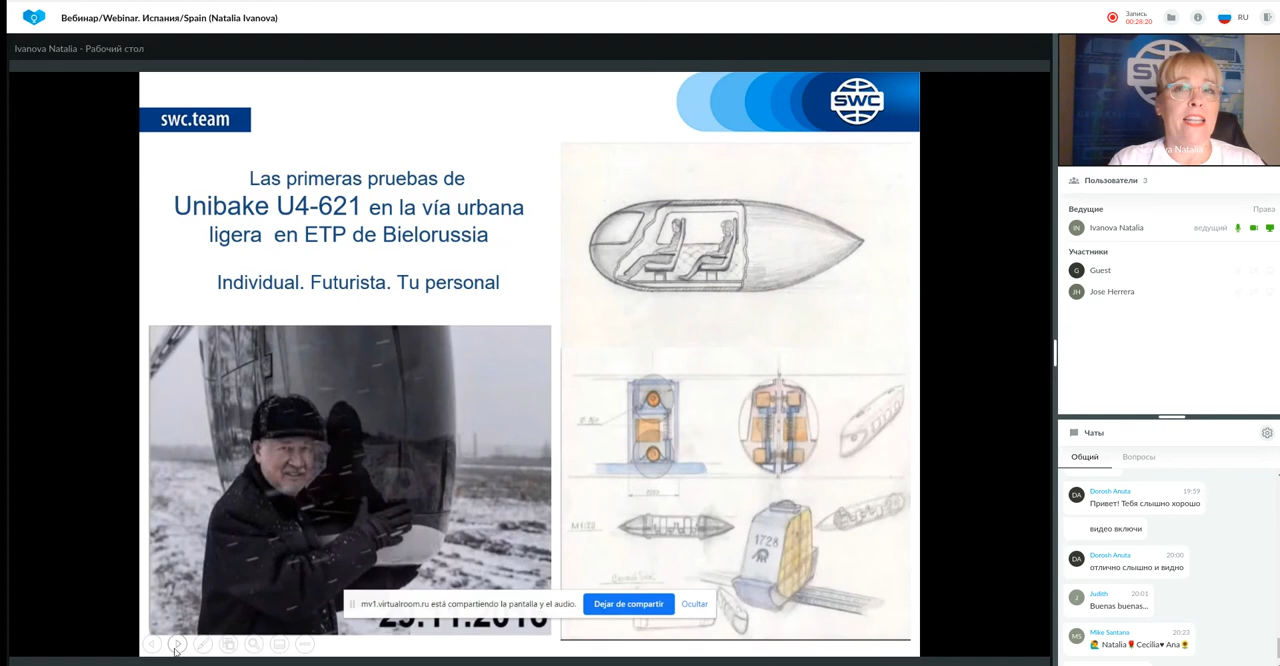 Вебинар/Webinar. Испания/Spain (Natalia Ivanova)
Запись
00:28:20
RU
Ivanova Natalia - Рабочий стол
swc.team
SWC
Las primeras pruebas de
Unibake U4-621 en la vía urbana
ligera en ETP de Bielorussia
Individual. Futurista. Tu personal
1728
mv1.virtualroom.ru está compartiendo la pantalla y el audio.
Dejar de compartir
Ocultar
Пользователи 3
Ведущие
Права
IN
Ivanova Natalia
ведущий
Участники
G
Guest
JH
Jose Herrera
Чаты
Общий
Вопросы
DA
Dorosh Anuta 19:59
Привет! Тебя слышно хорошо
видео включи
DA
Dorosh Anuta 20:00
отлично слышно и видно
J
Judith 20:01
Buenas buenas...
MS
Mike Santana 20:23
🙋‍♂️ Natalia🌹Cecilia♥ Ana🌻